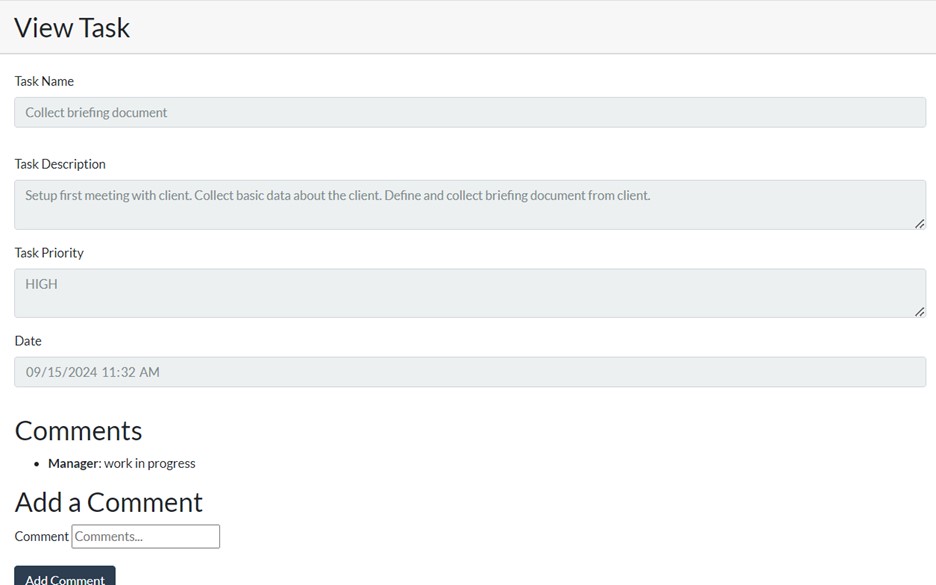 View Task
Task Name
Collect briefing document
Task Description
Setup first meeting with client. Collect basic data about the client. Define and collect briefing document from client.
Task Priority
HIGH
Date
09/15/2024 11:32 AM
Comments
• Manager: work in progress
Add a Comment
Comment Comments...
Add Comment